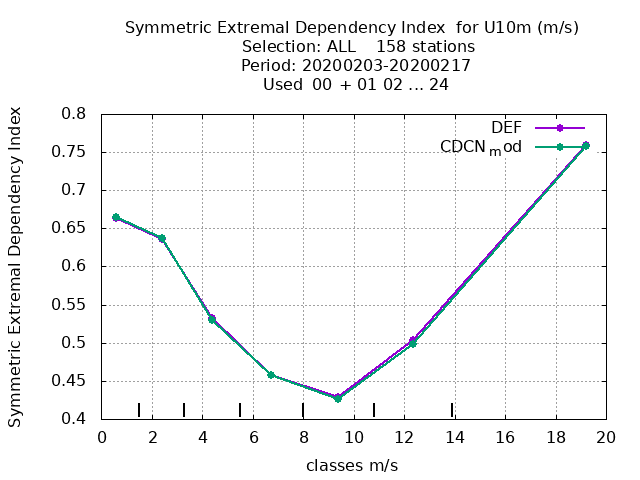 Symmetric Extremal Dependency Index  for U10m (m/s)
Selection: ALL    158 stations
Period: 20200203-20200217
Used  00 + 01 02 ... 24
DEF
CDCN_mod
Symmetric Extremal Dependency Index
0.8
0.75
0.7
0.65
0.6
0.55
0.5
0.45
0.4
0 2 4 6 8 10 12 14 16 18 20
classes m/s